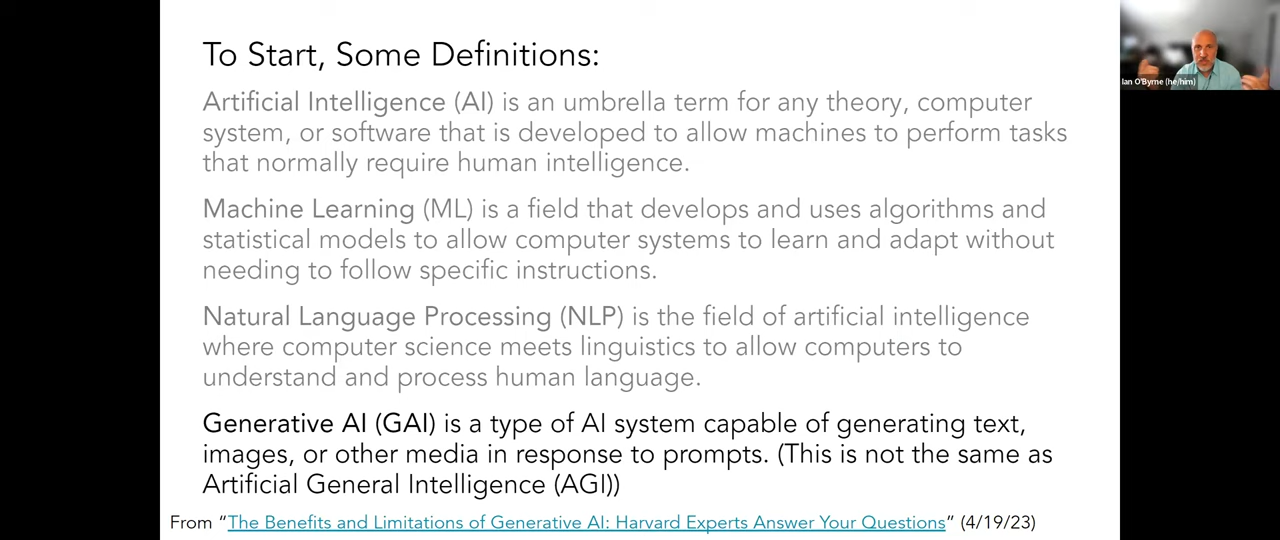 To Start, Some Definitions:
Artificial Intelligence (AI) is an umbrella term for any theory, computer
system, or software that is developed to allow machines to perform tasks
that normally require human intelligence.
Machine Learning (ML) is a field that develops and uses algorithms and
statistical models to allow computer systems to learn and adapt without
needing to follow specific instructions.
Natural Language Processing (NLP) is the field of artificial intelligence
where computer science meets linguistics to allow computers to
understand and process human language.
Generative AI (GAI) is a type of AI system capable of generating text,
images, or other media in response to prompts. (This is not the same as
Artificial General Intelligence (AGI))
From “The Benefits and Limitations of Generative AI: Harvard Experts Answer Your Questions” (4/19/23)
Ian O'Byrne (he/him)